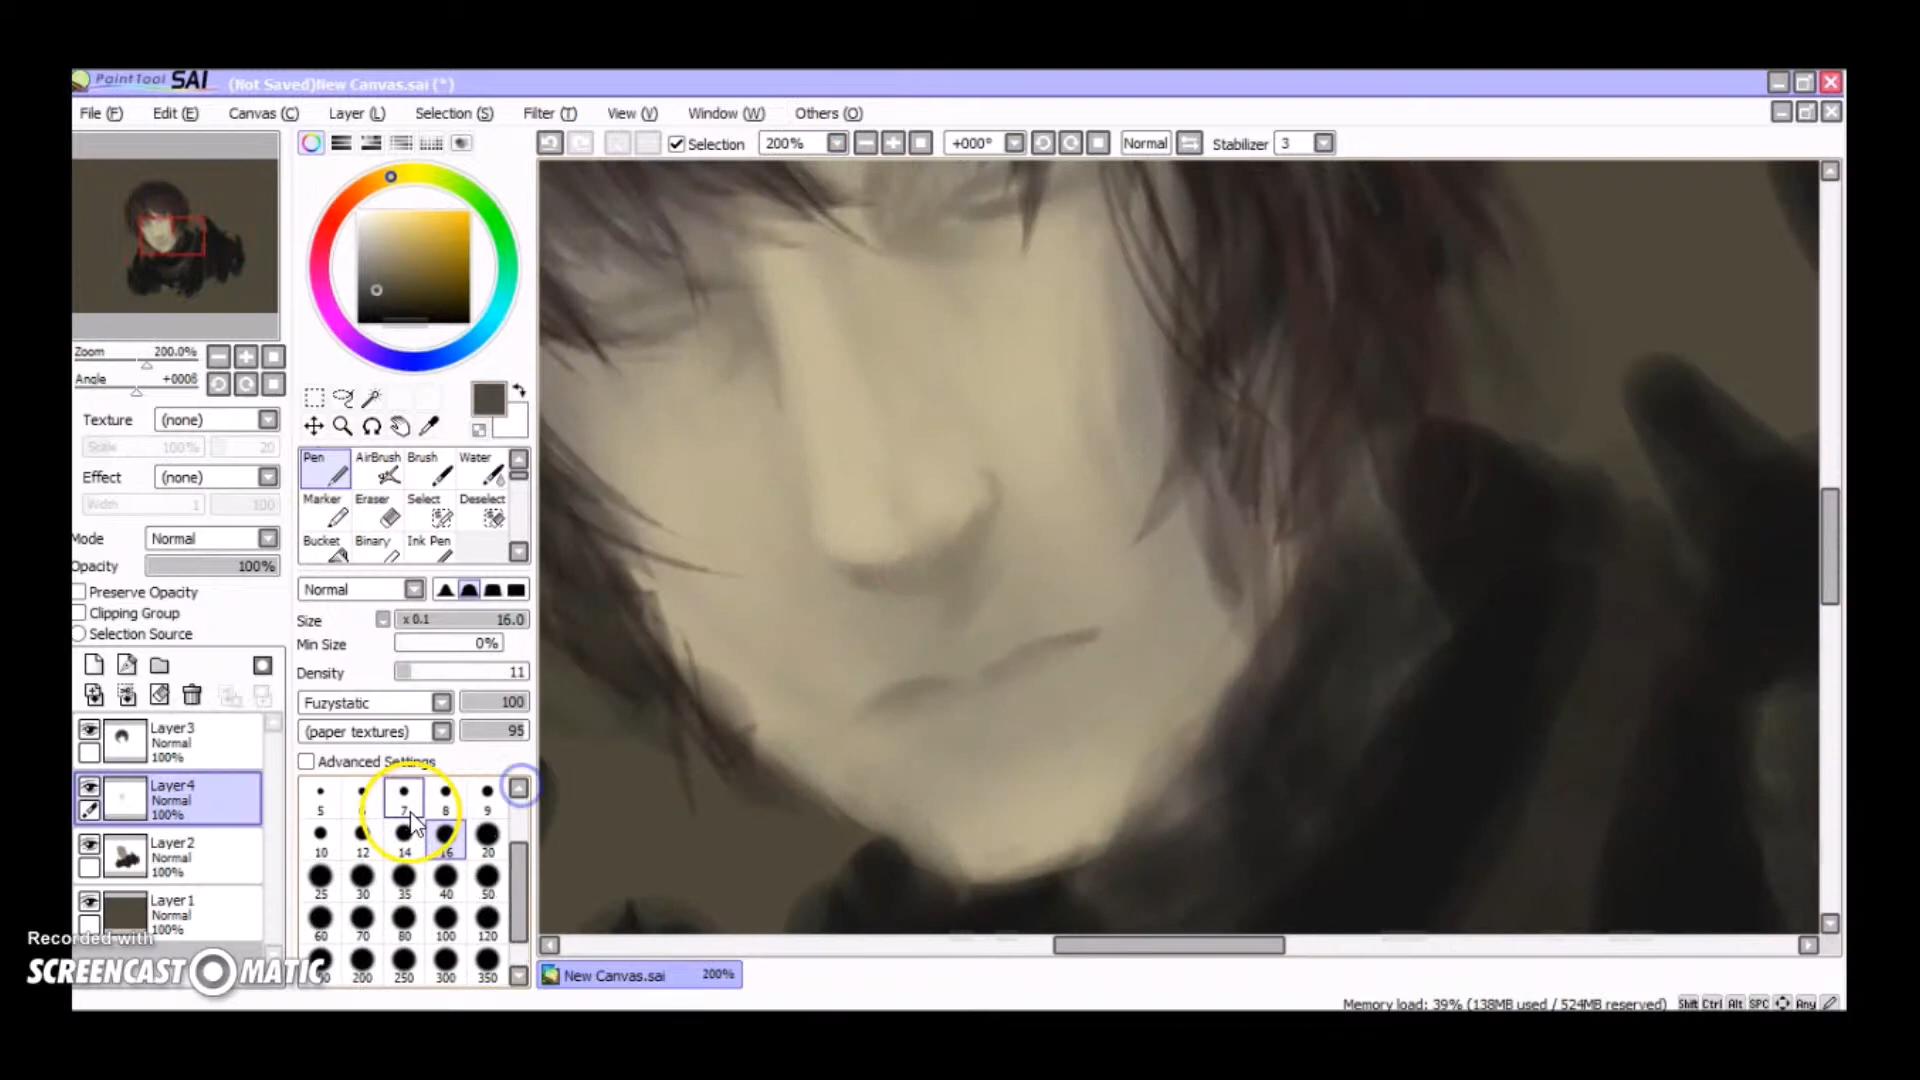 PaintTool SAI (Not Saved)New Canvas.sai (*)
File (F) Edit (E) Canvas (C) Layer (L) Selection (S) Filter (T) View (V) Window (W) Others (O)
Selection 200% +000° Normal Stabilizer 3
Zoom 200.0%
Angle +000
Texture (none)
Scale 100% 20
Effect (none)
Width 1 100
Mode Normal
Opacity 100%
Preserve Opacity
Clipping Group
Selection Source
Layer3
Normal
100%
Layer4
Normal
100%
Layer2
Normal
100%
Layer1
Normal
100%
Pen AirBrush Brush Water
Marker Eraser Select Deselect
Bucket Binary Ink Pen
Normal
Size x 0.1 16.0
Min Size 0%
Density 11
Fuzystatic 100
(paper textures) 95
Advanced Settings
5 7 8 9
10 12 14 16 20
25 30 35 40 50
60 70 80 100 120
200 250 300 350
New Canvas.sai 200%
Memory load: 39% (138MB used / 524MB reserved) Shift Ctrl Alt SPC Any
Recorded with
SCREENCAST MATIC